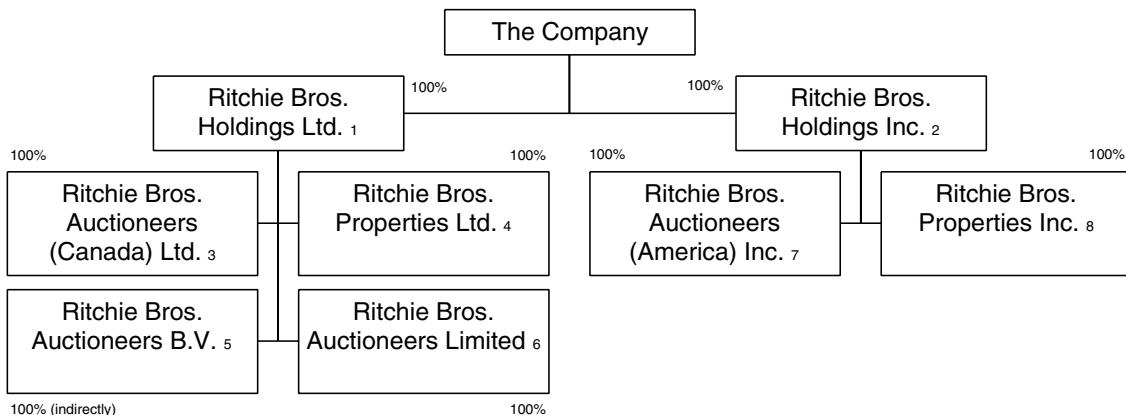 The Company
100%
100%
Ritchie Bros.
Holdings Ltd. 1
Ritchie Bros.
Holdings Inc. 2
100%
100%
100%
100%
Ritchie Bros.
Auctioneers
(Canada) Ltd. 3
Ritchie Bros.
Properties Ltd. 4
Ritchie Bros.
Auctioneers
(America) Inc. 7
Ritchie Bros.
Properties Inc. 8
Ritchie Bros.
Auctioneers B.V. 5
Ritchie Bros.
Auctioneers Limited 6
100% (indirectly)
100%